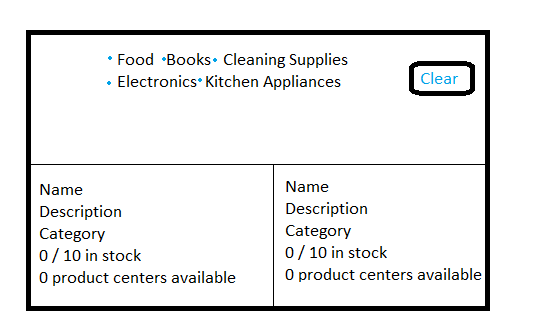 • Food • Books • Cleaning Supplies
• Electronics • Kitchen Appliances
Clear
Name
Description
Category
0 / 10 in stock
0 product centers available
Name
Description
Category
0 / 10 in stock
0 product centers available